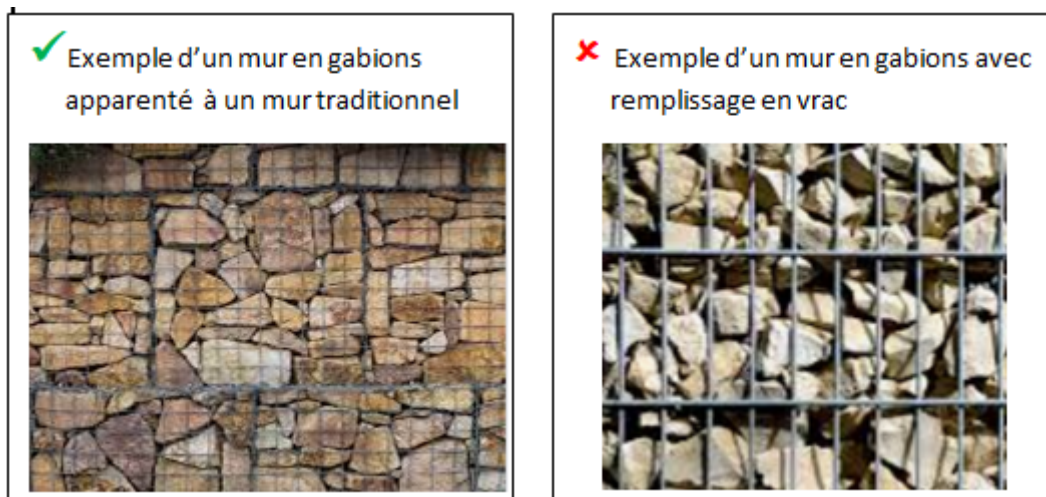 Exemple d'un mur en gabions
apparenté à un mur traditionnel
Exemple d'un mur en gabions avec
remplissage en vrac